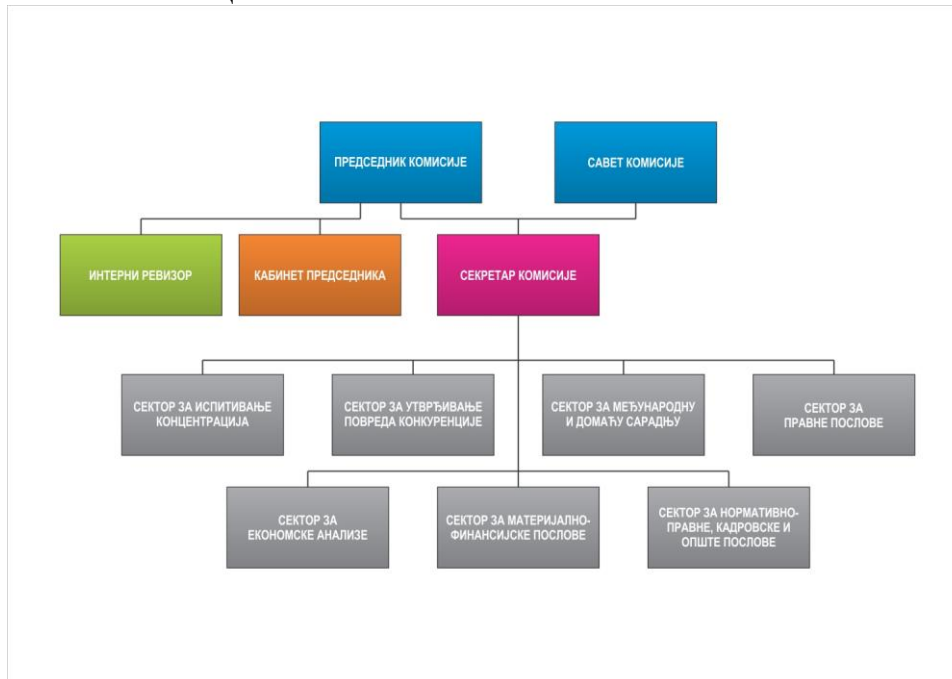 ПРЕДСЕДНИК КОМИСИЈЕ
САВЕТ КОМИСИЈЕ
ИНТЕРНИ РЕВИЗОР
КАБИНЕТ ПРЕДСЕДНИКА
СЕКРЕТАР КОМИСИЈЕ
СЕКТОР ЗА ИСПИТИВАЊЕ
КОНЦЕНТРАЦИЈА
СЕКТОР ЗА УТВРЂИВАЊЕ
ПОВРЕДА КОНКУРЕНЦИЈЕ
СЕКТОР ЗА МЕЂУНАРОДНУ
И ДОМАЋУ САРАДЊУ
СЕКТОР ЗА
ПРАВНЕ ПОСЛОВЕ
СЕКТОР ЗА
ЕКОНОМСКЕ АНАЛИЗЕ
СЕКТОР ЗА МАТЕРИЈАЛНО-
ФИНАНСИЈСКЕ ПОСЛОВЕ
СЕКТОР ЗА НОРМАТИВНО-
ПРАВНЕ, КАДРОВСКЕ И
ОПШТЕ ПОСЛОВЕ